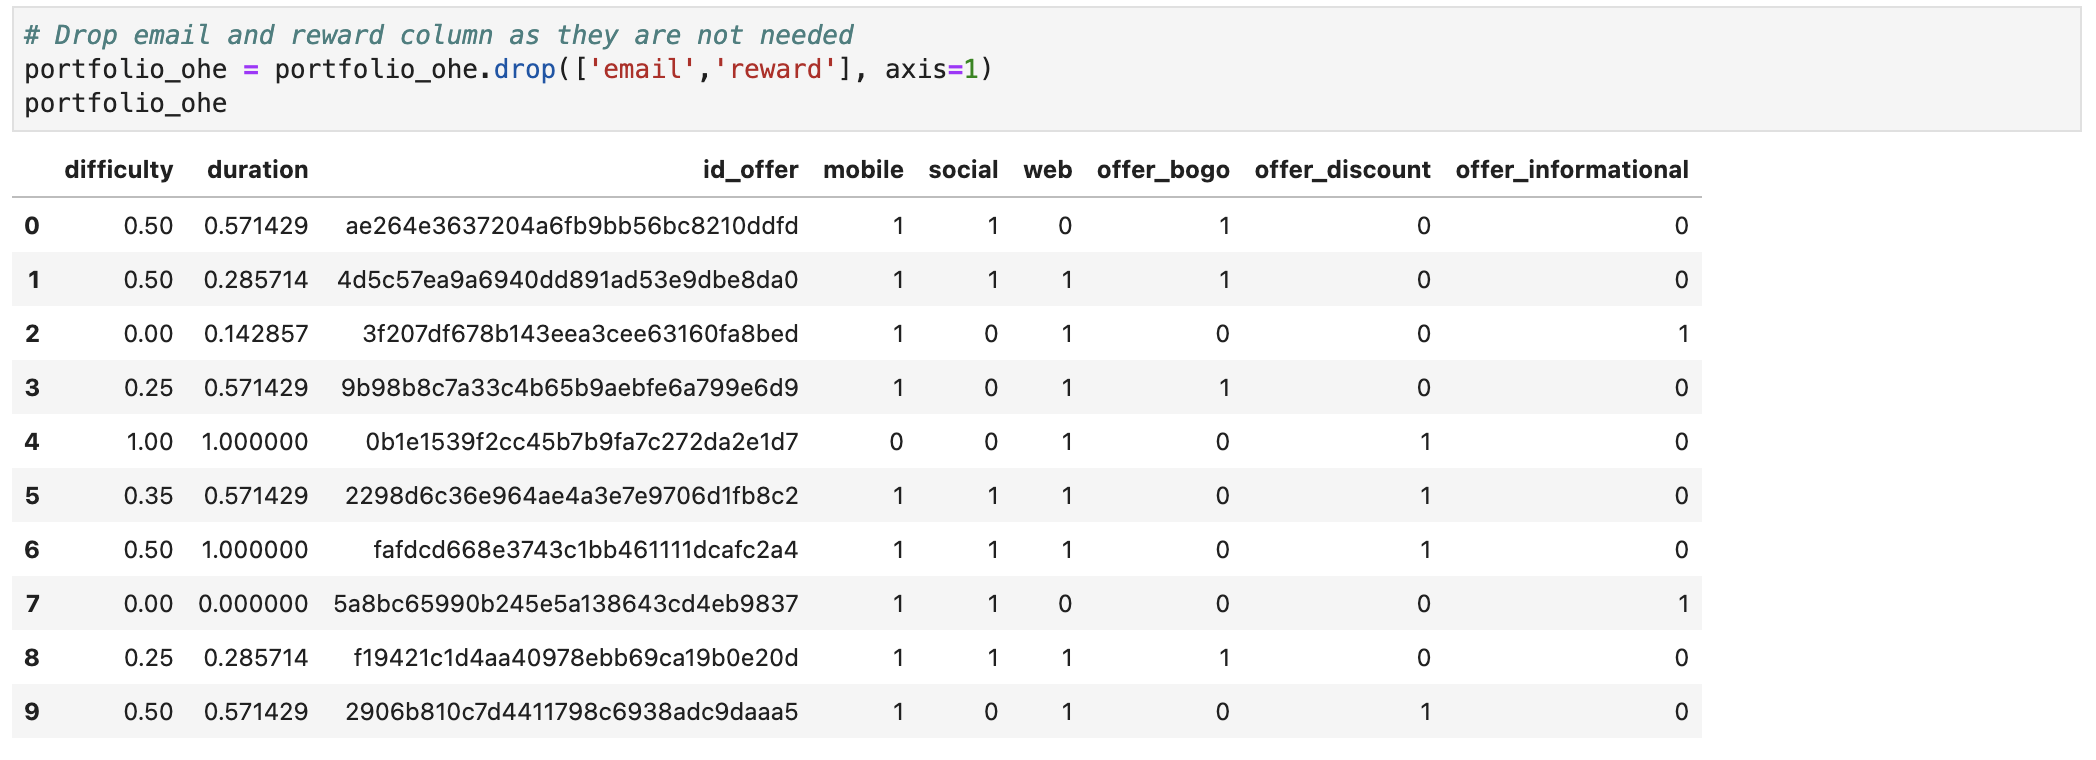 # Drop email and reward column as they are not needed
portfolio_ohe = portfolio_ohe.drop(['email','reward'], axis=1)
portfolio_ohe
difficulty duration id_offer mobile social web offer_bogo offer_discount offer_informational
0 0.50 0.571429 ae264e3637204a6fb9bb56bc8210ddfd 1 1 0 1 0 0
1 0.50 0.285714 4d5c57ea9a6940dd891ad53e9dbe8da0 1 1 1 1 0 0
2 0.00 0.142857 3f207df678b143eea3cee63160fa8bed 1 0 1 0 0 1
3 0.25 0.571429 9b98b8c7a33c4b65b9aebfe6a799e6d9 1 0 1 1 0 0
4 1.00 1.000000 0b1e1539f2cc45b7b9fa7c272da2e1d7 0 0 1 0 1 0
5 0.35 0.571429 2298d6c36e964ae4a3e7e9706d1fb8c2 1 1 1 0 1 0
6 0.50 1.000000 fafdcd668e3743c1bb461111dcafc2a4 1 1 1 0 1 0
7 0.00 0.000000 5a8bc65990b245e5a138643cd4eb9837 1 1 0 0 0 1
8 0.25 0.285714 f19421c1d4aa40978ebb69ca19b0e20d 1 1 1 1 0 0
9 0.50 0.571429 2906b810c7d4411798c6938adc9daaa5 1 0 1 0 1 0